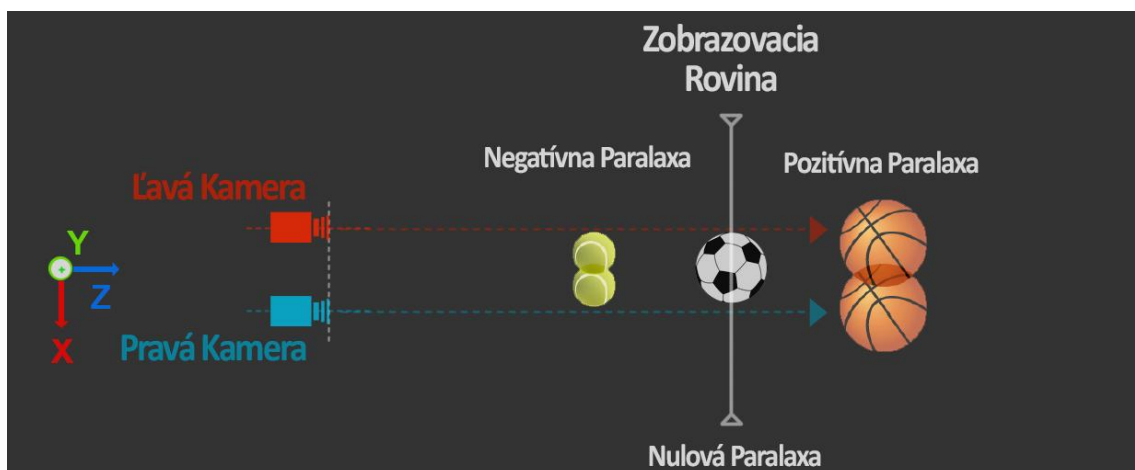 Zobrazovacia
Rovina
Negatívna Paralaxa
Pozitívna Paralaxa
Ľavá Kamera
Y
Z
X
Pravá Kamera
Nulová Paralaxa